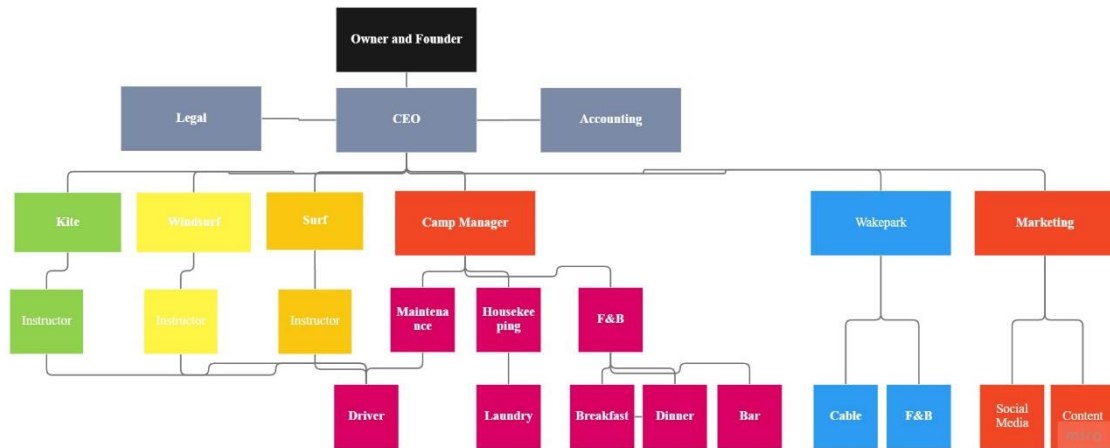 Owner and Founder
Legal
CEO
Accounting
Kite
Windsurf
Surf
Camp Manager
Wakepark
Marketing
Instructor
Instructor
Instructor
Maintena
nce
Housekee
ping
F&B
Driver
Laundry
Breakfast
Dinner
Bar
Cable
F&B
Social
Media
Content
miro